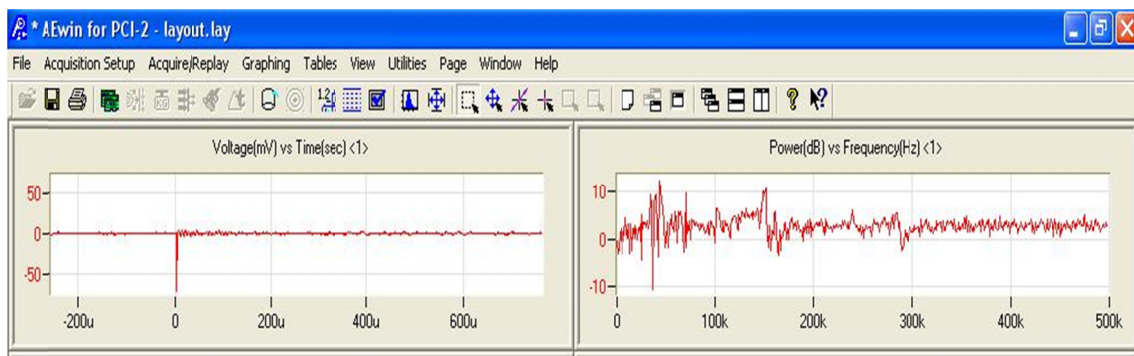 * AEwin for PCI-2 - layout.lay
File Acquisition Setup Acquire/Replay Graphing Tables View Utilities Page Window Help
Voltage(mV) vs Time(sec) <1>
50
0
-50
-200u 0 200u 400u 600u
Power(dB) vs Frequency(Hz) <1>
10
0
-10
0 100k 200k 300k 400k 500k